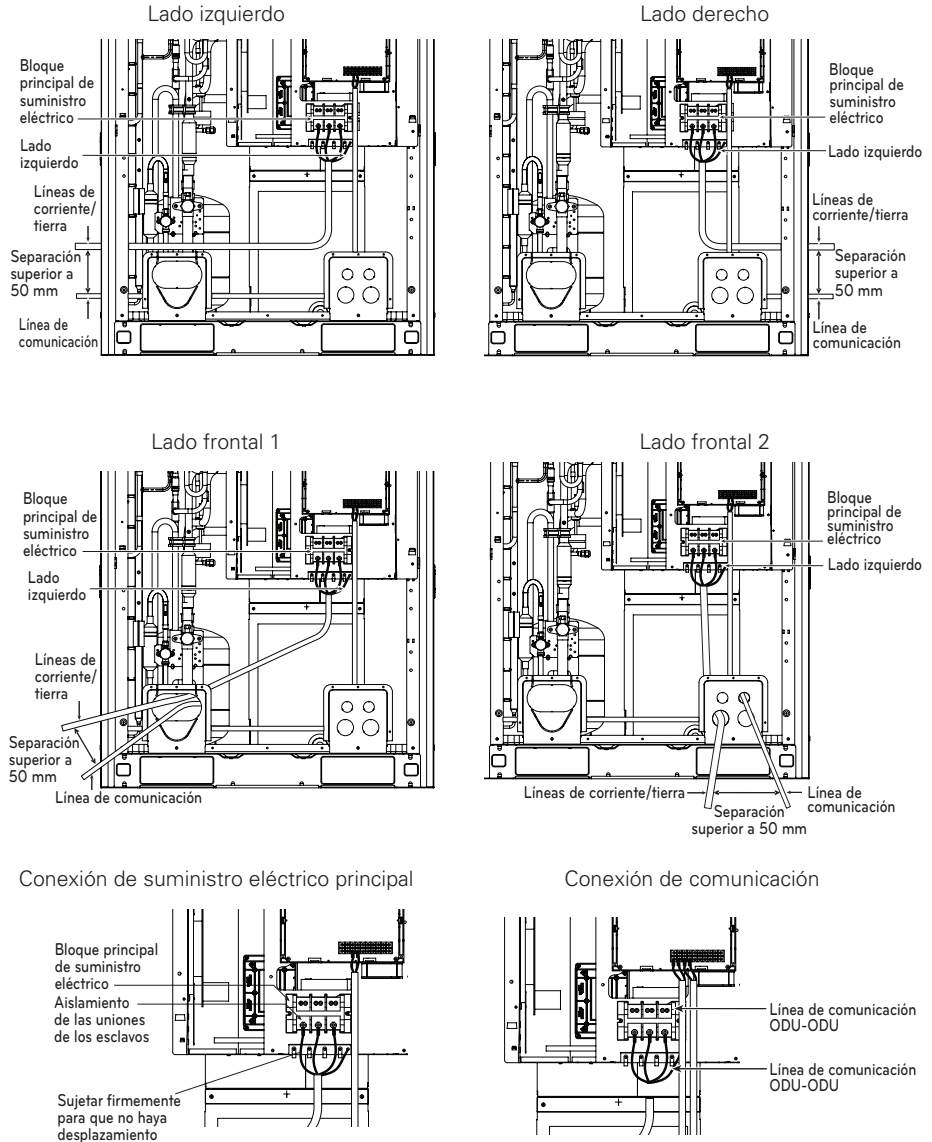 Lado izquierdo
Bloque
principal de
suministro
eléctrico
Lado
izquierdo
Líneas de
corriente/
tierra
Separación
superior a
50 mm
Línea de
comunicación
Lado derecho
Bloque
principal de
suministro
eléctrico
Lado izquierdo
Líneas de
corriente/tierra
Separación
superior a
50 mm
Línea de
comunicación
Lado frontal 1
Bloque
principal de
suministro
eléctrico
Lado
izquierdo
Líneas de
corriente/
tierra
Separación
superior a
50 mm
Línea de comunicación
Lado frontal 2
Bloque
principal de
suministro
eléctrico
Lado izquierdo
Líneas de corriente/tierra
Separación
superior a 50 mm
Línea de
comunicación
Conexión de suministro eléctrico principal
Bloque principal
de suministro
eléctrico
Aislamiento
de las uniones
de los esclavos
Sujetar firmemente
para que no haya
desplazamiento
Conexión de comunicación
Línea de comunicación
ODU-ODU
Línea de comunicación
ODU-ODU